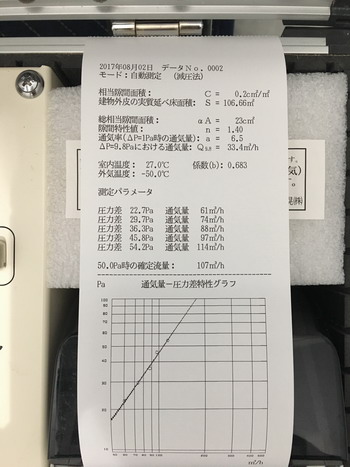 2017年08月02日 データNo. 0002
モード：自動測定 （減圧法）
相当隙間面積： C = 0.2c㎡/㎡
建物外皮の実質延べ床面積： S = 106.66㎡
総相当隙間面積： αA = 23c㎡
隙間特性値： n = 1.40
通気率（ΔP=1Pa時の通気量）： a = 6.5
ΔP=9.8Paにおける通気量： Q9.8 = 33.4㎥/h
室内温度： 27.0℃ 係数(b)： 0.683
外気温度： -50.0℃
測定パラメータ
圧力差 22.7Pa 通気量 61㎥/h
圧力差 29.7Pa 通気量 74㎥/h
圧力差 36.3Pa 通気量 88㎥/h
圧力差 45.8Pa 通気量 97㎥/h
圧力差 54.2Pa 通気量 114㎥/h
50.0Pa時の確定流量： 107㎥/h
Pa 通気量－圧力差特性グラフ
㎥/h